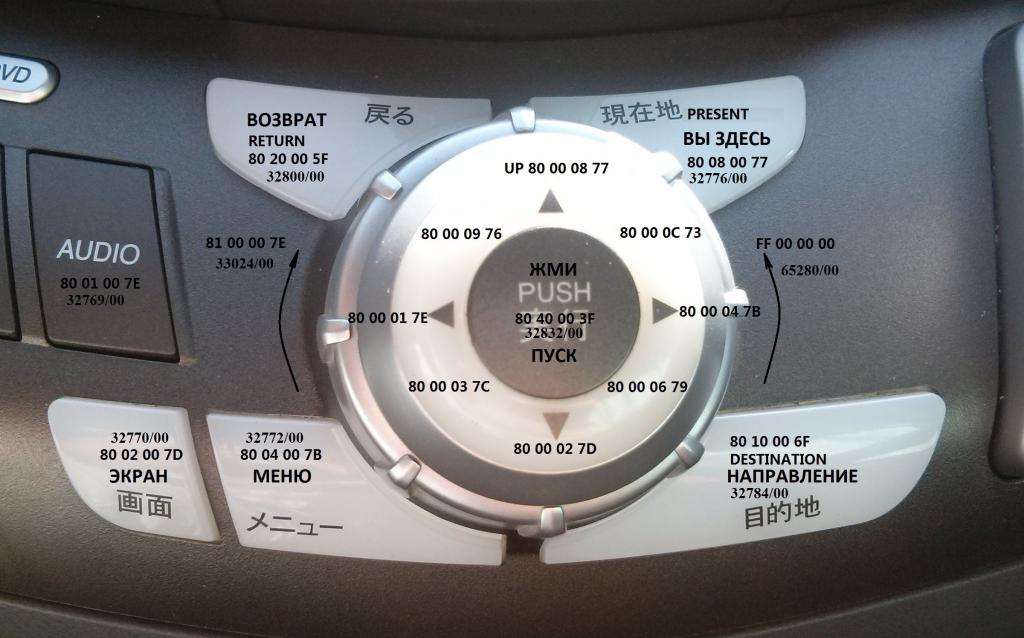 DVD
ВОЗВРАТ
RETURN
80 20 00 5F
32800/00
戻る
現在地
PRESENT
ВЫ ЗДЕСЬ
80 08 00 77
32776/00
UP 80 00 08 77
80 00 09 76
80 00 0C 73
81 00 00 7E
33024/00
FF 00 00 00
65280/00
AUDIO
80 01 00 7E
32769/00
ЖМИ
PUSH
80 40 00 3F
32832/00
ПУСК
80 00 01 7E
80 00 04 7B
80 00 03 7C
80 00 06 79
80 00 02 7D
32770/00
80 02 00 7D
ЭКРАН
画面
32772/00
80 04 00 7B
МЕНЮ
メニュー
80 10 00 6F
DESTINATION
НАПРАВЛЕНИЕ
32784/00
目的地